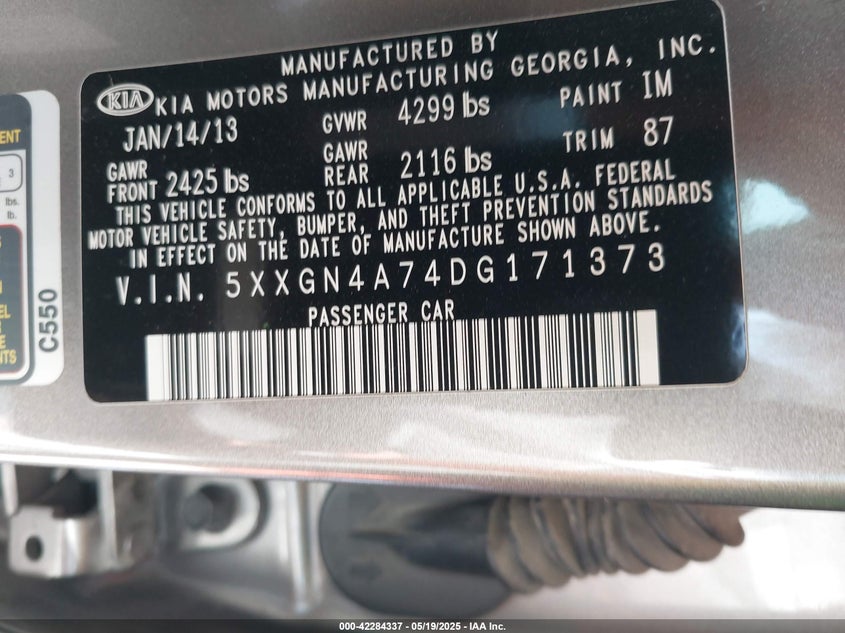 MANUFACTURED BY
KIA KIA MOTORS MANUFACTURING GEORGIA, INC.
JAN/14/13 GVWR 4299 lbs PAINT IM
GAWR FRONT 2425 lbs GAWR REAR 2116 lbs TRIM 87
THIS VEHICLE CONFORMS TO ALL APPLICABLE U.S.A. FEDERAL
MOTOR VEHICLE SAFETY, BUMPER, AND THEFT PREVENTION STANDARDS
IN EFFECT ON THE DATE OF MANUFACTURE SHOWN ABOVE.
V.I.N. 5XXGN4A74DG171373
PASSENGER CAR
3
lbs.
lb.
C550
000-42284337 - 05/19/2025 - IAA Inc.